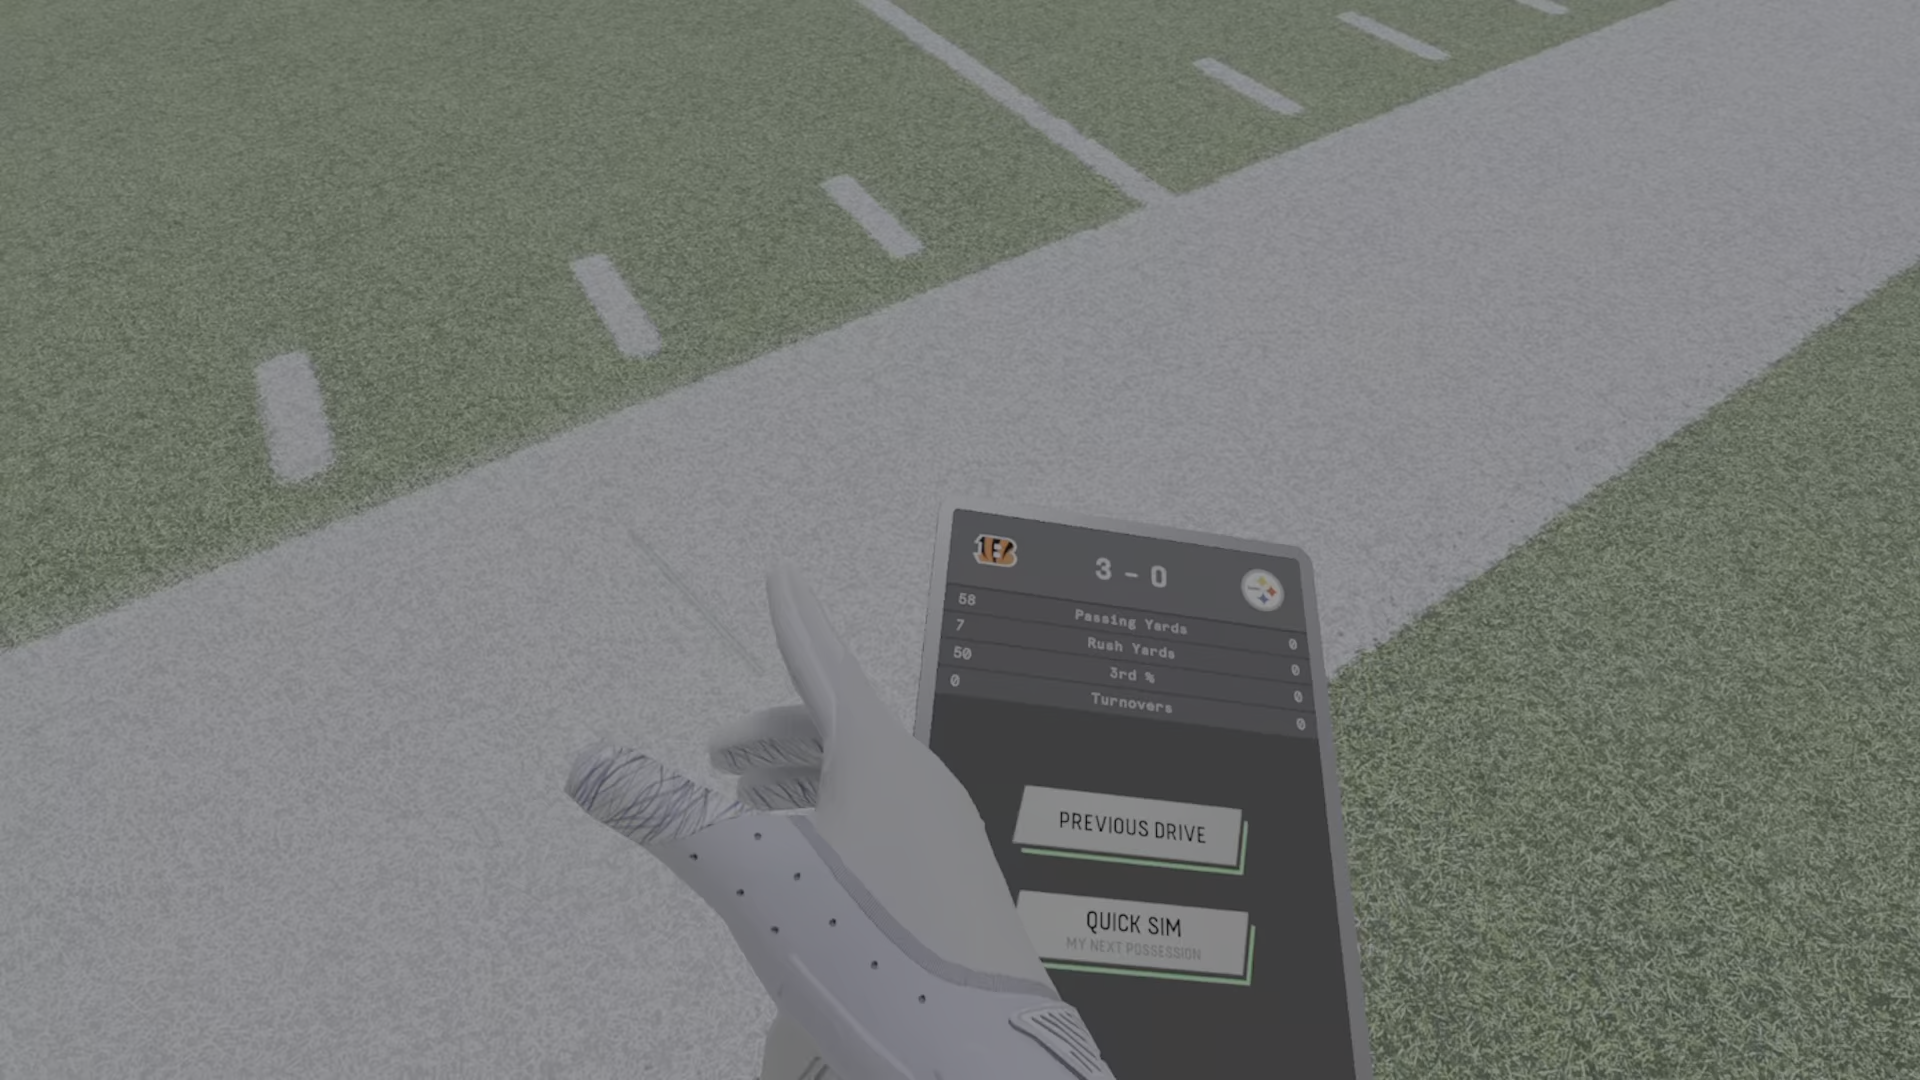 3 - 0
58 Passing Yards 0
7 Rush Yards 0
50 3rd % 0
0 Turnovers 0
PREVIOUS DRIVE
QUICK SIM
MY NEXT POSSESSION